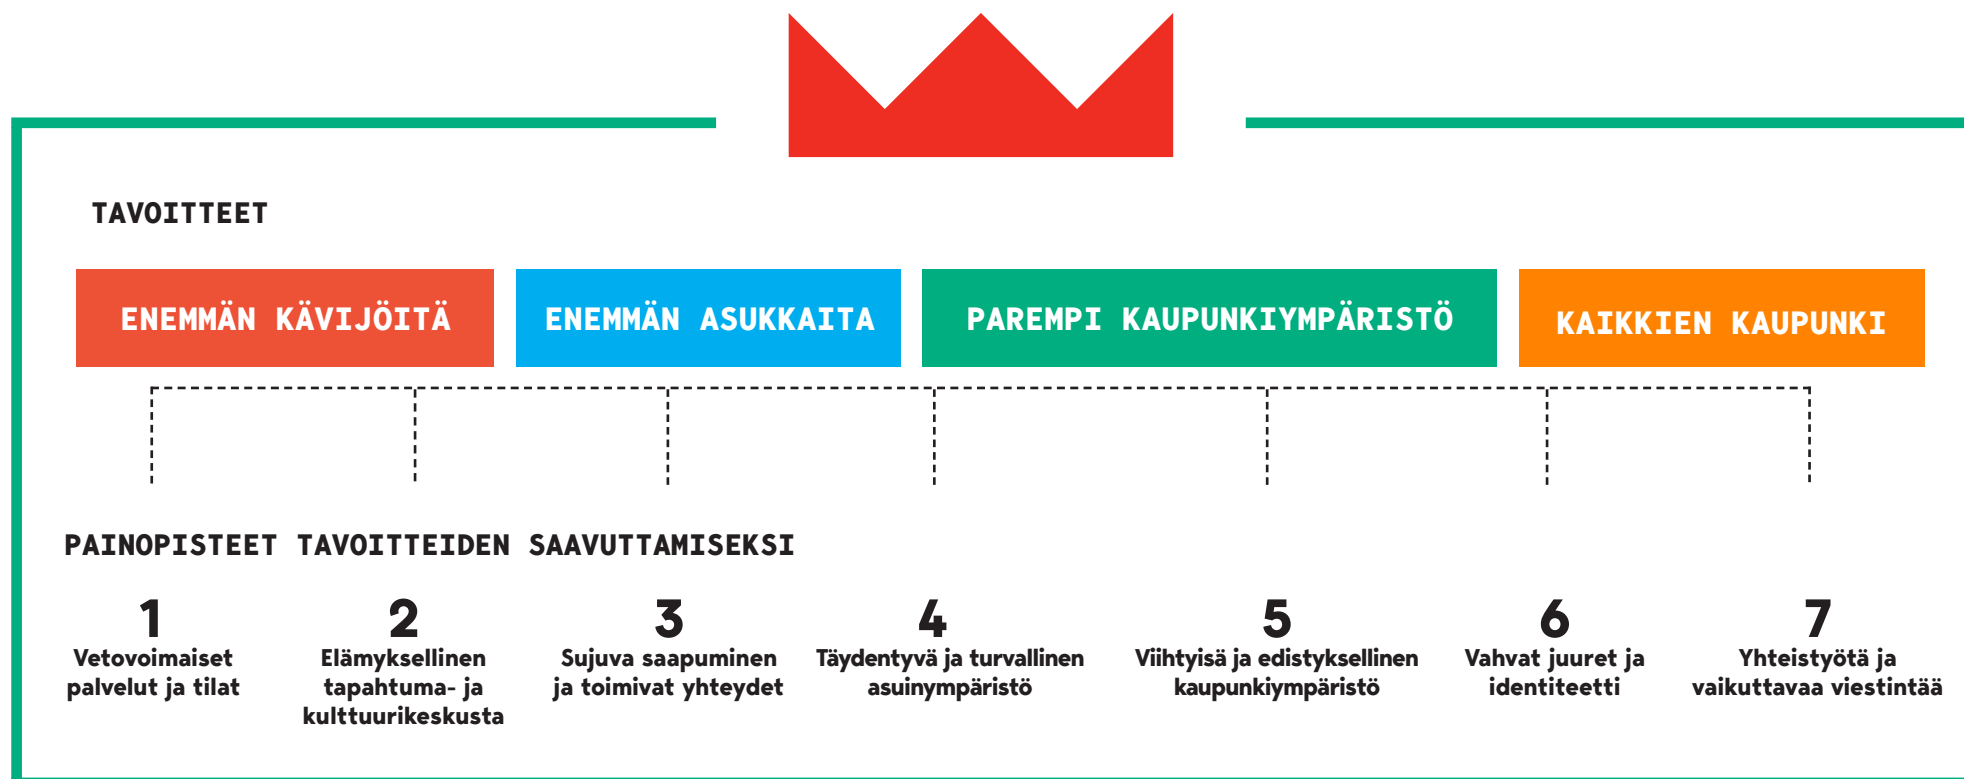 TAVOITTEET
ENEMMÄN KÄVIJÖITÄ
ENEMMÄN ASUKKAITA
PAREMPI KAUPUNKIYMPÄRISTÖ
KAIKKIEN KAUPUNKI
PAINOPISTEET TAVOITTEIDEN SAAVUTTAMISEKSI
1
Vetovoimaiset
palvelut ja tilat
2
Elämyksellinen
tapahtuma- ja
kulttuurikeskusta
3
Sujuva saapuminen
ja toimivat yhteydet
4
Täydentyvä ja turvallinen
asuinympäristö
5
Viihtyisä ja edistyksellinen
kaupunkiympäristö
6
Vahvat juuret ja
identiteetti
7
Yhteistyötä ja
vaikuttavaa viestintää